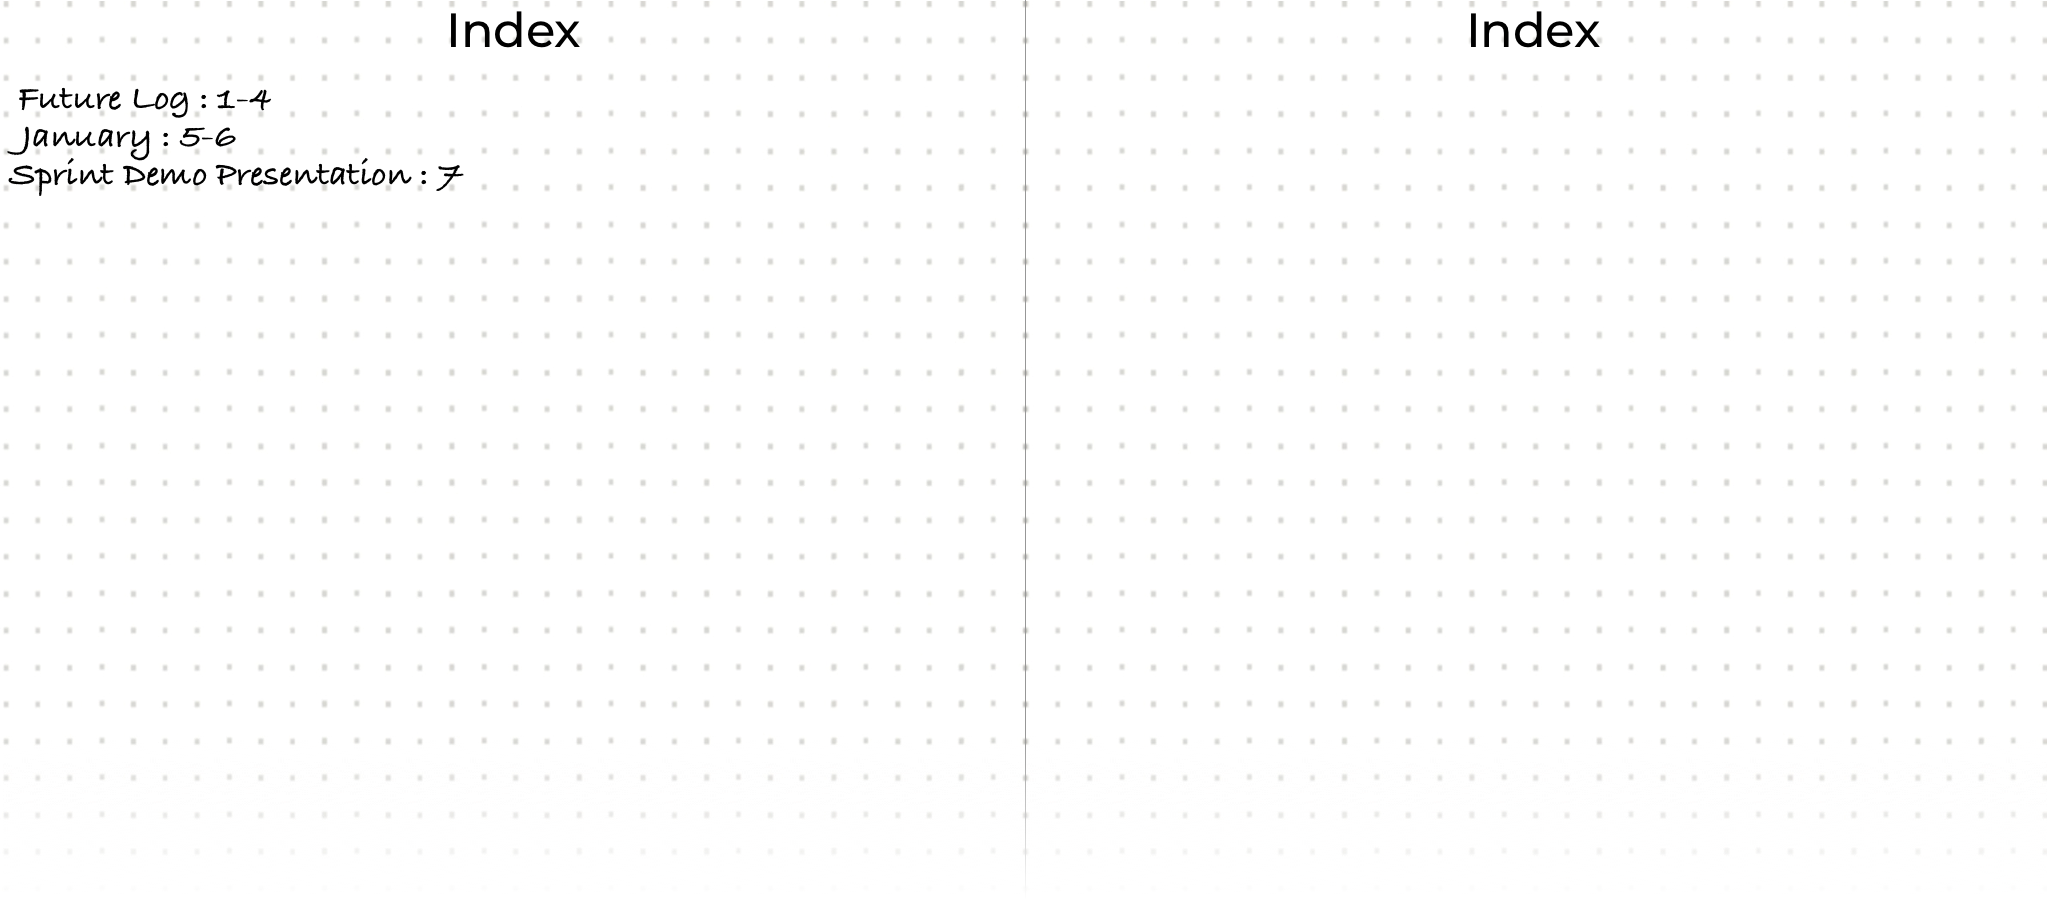 Index
Future Log : 1-4
January : 5-6
Sprint Demo Presentation : 7
Index